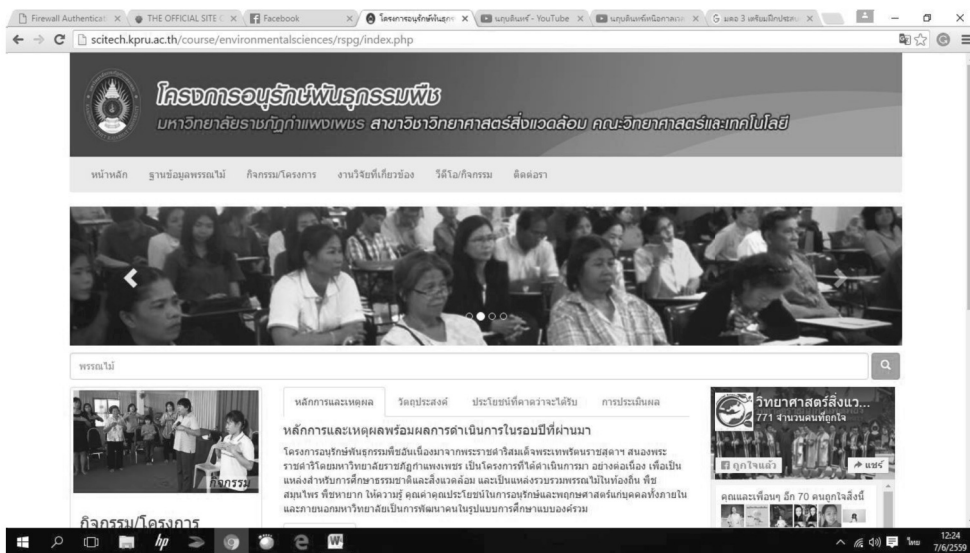 Firewall Authenticat
THE OFFICIAL SITE
Facebook
โครงการอนุรักษ์พันธุกร
นกบูตินทร์ - YouTube
มคอ 3
scitech.kpru.ac.th/course/environmentalsciences/rspg/index.php
โครงการอนุรักษ์พันธุกรรมพืช
มหาวิทยาลัยราชภัฏกำแพงเพชร สาขาวิชาวิทยาศาสตร์สิ่งแวดล้อม คณะวิทยาศาสตร์และเทคโนโลยี
หน้าหลัก ฐานข้อมูลพรรณไม้ กิจกรรม/โครงการ งานวิจัยที่เกี่ยวข้อง วีดีโอ/กิจกรรม ติดต่อรา
พรรณไม้
หลักการและเหตุผล วัตถุประสงค์ ประโยชน์ที่คาดว่าจะได้รับ การประเมินผล
หลักการและเหตุผลพร้อมผลการดำเนินการในรอบปีที่ผ่านมา
โครงการอนุรักษ์พันธุกรรมพืชอันเนื่องมาจากพระราชดำริสมเด็จพระเทพรัตนราชสุดาฯ สนองพระ
ราชดำริโดยมหาวิทยาลัยราชภัฏกำแพงเพชร เป็นโครงการที่ได้ดำเนินการมา อย่างต่อเนื่อง เพื่อเป็น
แหล่งสำหรับการศึกษาธรรมชาติและสิ่งแวดล้อม และเป็นแหล่งรวบรวมพรรณไม้ในท้องถิ่น พืช
สมุนไพร พืชหายาก ให้ความรู้ คุณค่าคุณประโยชน์ในการอนุรักษ์และพฤกษศาสตร์แก่บุคคลทั้งภายใน
และภายนอกมหาวิทยาลัยเป็นการพัฒนาคนในรูปแบบการศึกษาแบบองค์รวม
กิจกรรม
กิจกรรม/โครงการ
วิทยาศาสตร์สิ่งแว...
771 จำนวนคนที่ถูกใจ
ถูกใจแล้ว แชร์
คุณและเพื่อนๆ อีก 70 คนถูกใจสิ่งนี้
ไทย
12:24
7/6/2559